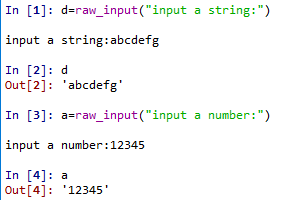 In [1]: d=raw_input("input a string:")
input a string:abcdefg
In [2]: d
Out[2]: 'abcdefg'
In [3]: a=raw_input("input a number:")
input a number:12345
In [4]: a
Out[4]: '12345'